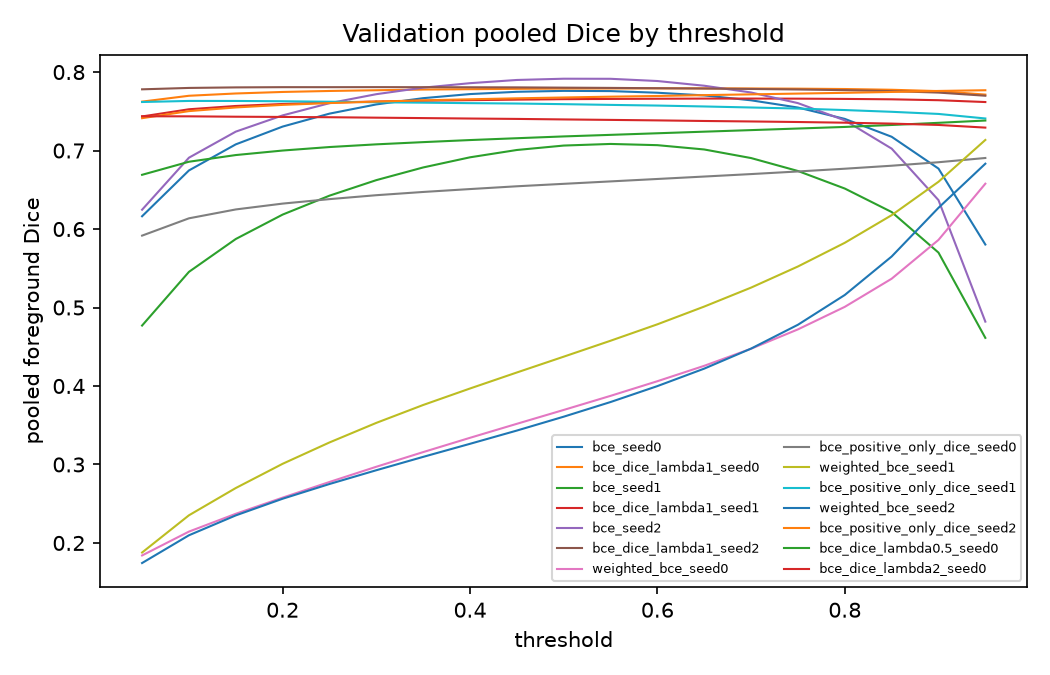 Validation pooled Dice by threshold
pooled foreground Dice
0.8
0.7
0.6
0.5
0.4
0.3
0.2
0.2
0.4
0.6
0.8
threshold
bce_seed0
bce_dice_lambda1_seed0
bce_seed1
bce_dice_lambda1_seed1
bce_seed2
bce_dice_lambda1_seed2
weighted_bce_seed0
bce_positive_only_dice_seed0
weighted_bce_seed1
bce_positive_only_dice_seed1
weighted_bce_seed2
bce_positive_only_dice_seed2
bce_dice_lambda0.5_seed0
bce_dice_lambda2_seed0